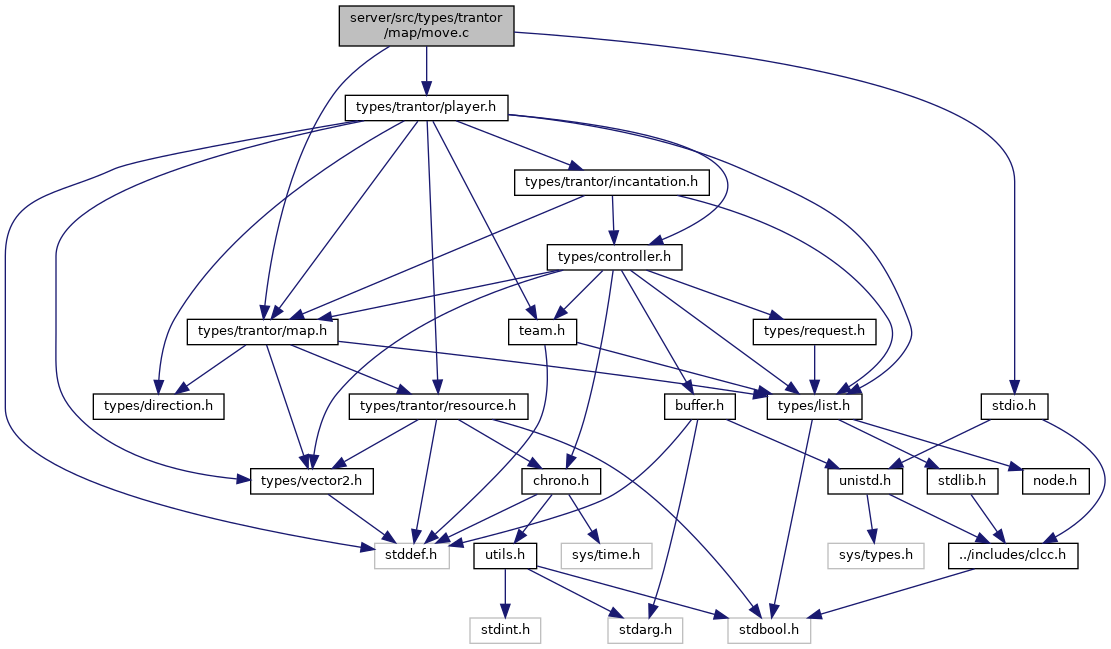 server/src/types/trantor
/map/move.c
types/trantor/player.h
types/trantor/incantation.h
types/controller.h
types/trantor/map.h
team.h
types/request.h
types/direction.h
types/trantor/resource.h
buffer.h
types/list.h
stdio.h
types/vector2.h
chrono.h
unistd.h
stdlib.h
node.h
stddef.h
utils.h
sys/time.h
sys/types.h
../includes/clcc.h
stdint.h
stdarg.h
stdbool.h